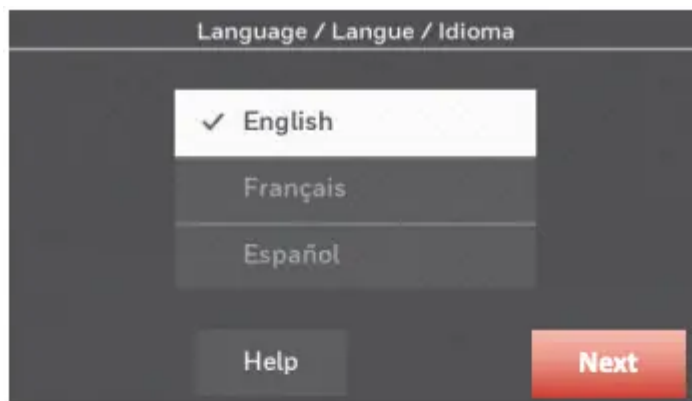 Language / Langue / Idioma
English
Français
Español
Help
Next